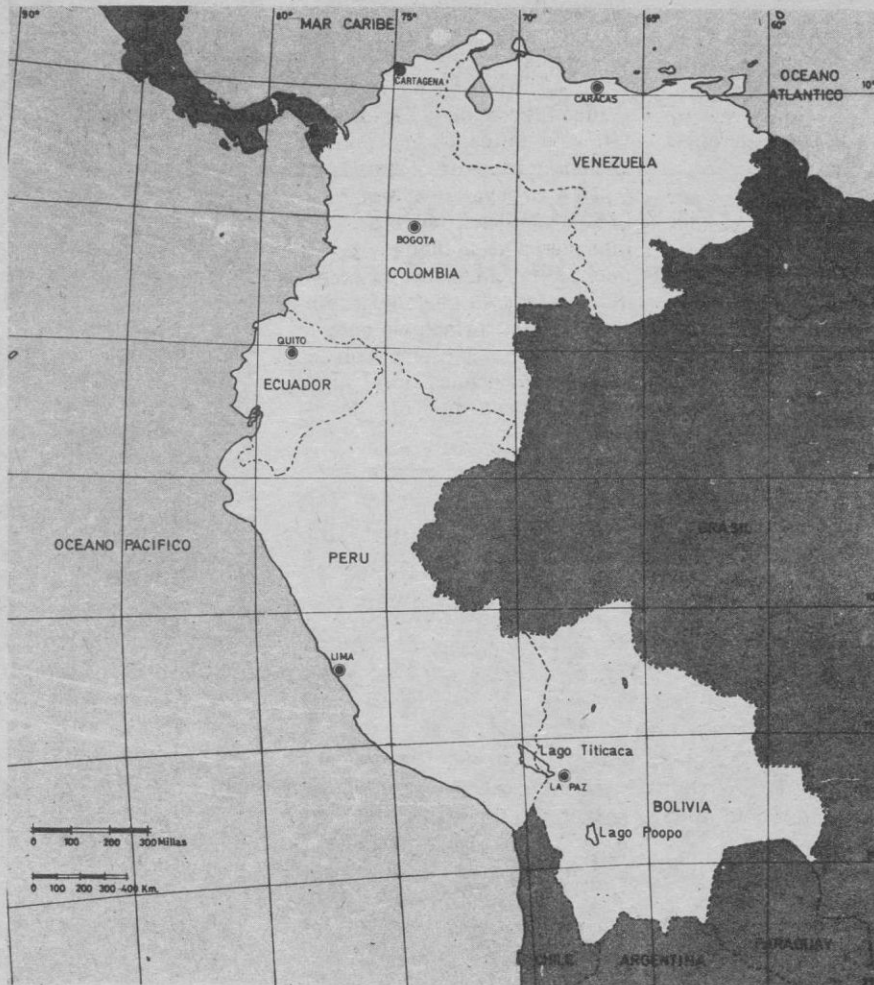 90° 80° 75° 70° 65° 60°
MAR CARIBE
OCEANO
ATLANTICO
CARTAGENA
CARACAS
10°
VENEZUELA
BOGOTA
COLOMBIA
QUITO
ECUADOR
BRASIL
OCEANO PACIFICO
PERU
LIMA
Lago Titicaca
LA PAZ
BOLIVIA
Lago Poopo
0 100 200 300 Millas
0 100 200 300 400 Km.
CHILE ARGENTINA PARAGUAY